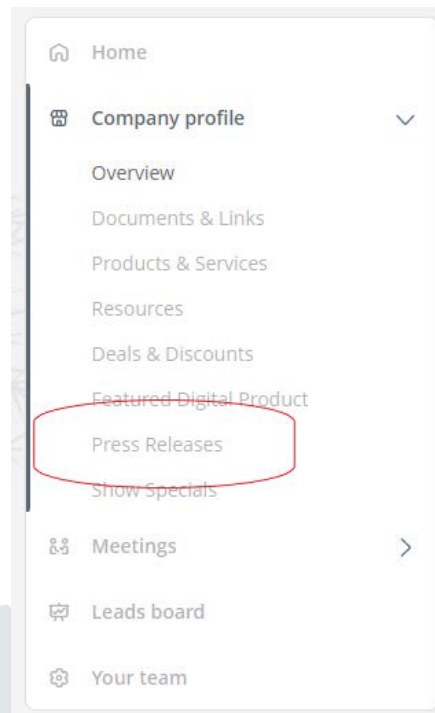 Home
Company profile
Overview
Documents & Links
Products & Services
Resources
Deals & Discounts
Featured Digital Product
Press Releases
Show Specials
Meetings
Leads board
Your team